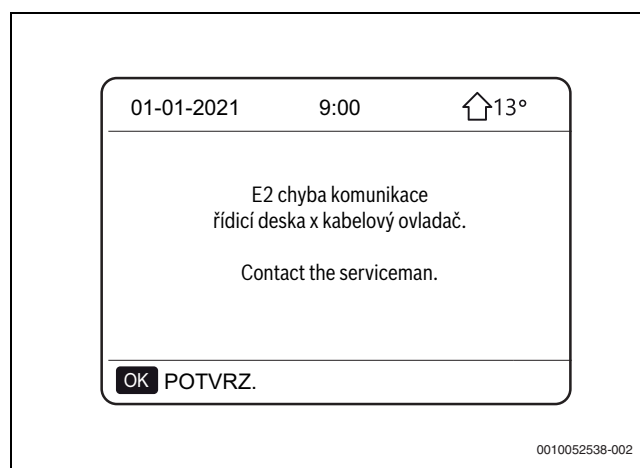 01-01-2021 9:00 13°
E2 chyba komunikace
řídicí deska x kabelový ovladač.
Contact the serviceman.
OK POTVRZ.
0010052538-002